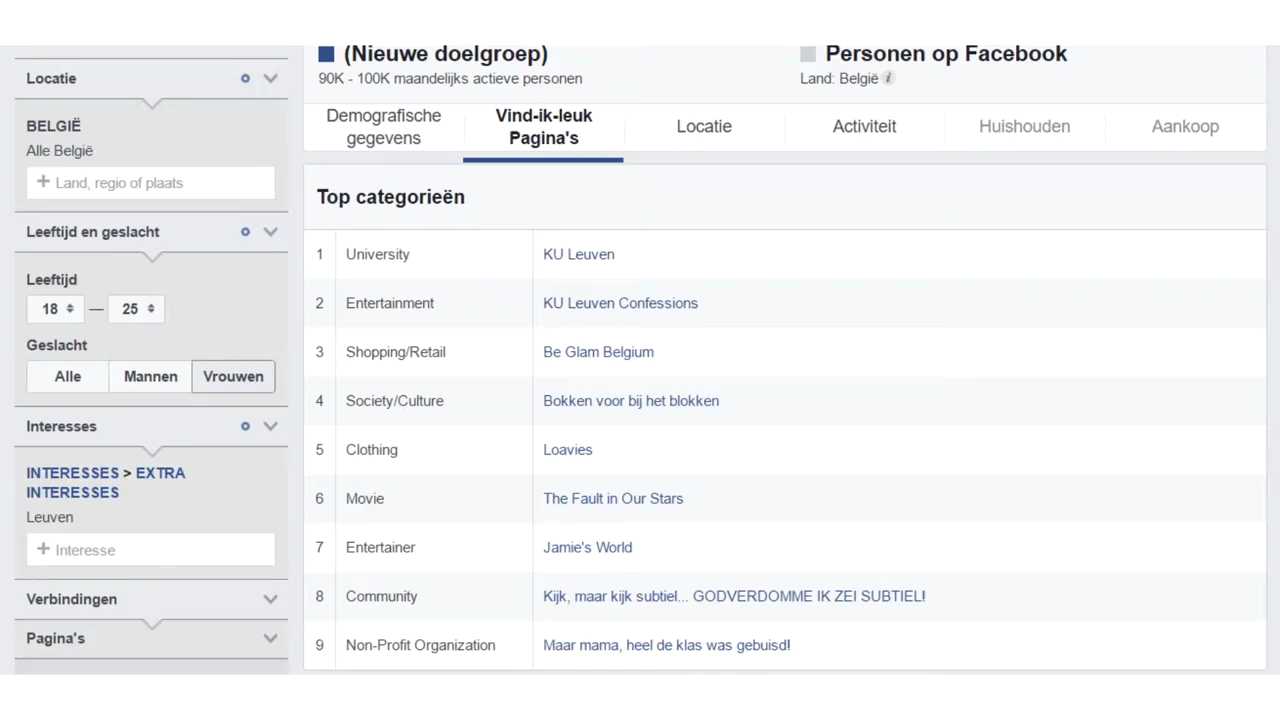 (Nieuwe doelgroep)
90K - 100K maandelijks actieve personen
Personen op Facebook
Land: België i
Locatie
BELGIË
Alle België
+ Land, regio of plaats
Leeftijd en geslacht
Leeftijd
18 — 25
Geslacht
Alle Mannen Vrouwen
Interesses
INTERESSES > EXTRA
INTERESSES
Leuven
+ Interesse
Verbindingen
Pagina's
Demografische
gegevens
Vind-ik-leuk
Pagina's
Locatie
Activiteit
Huishouden
Aankoop
Top categorieën
1 University KU Leuven
2 Entertainment KU Leuven Confessions
3 Shopping/Retail Be Glam Belgium
4 Society/Culture Bokken voor bij het blokken
5 Clothing Loavies
6 Movie The Fault in Our Stars
7 Entertainer Jamie's World
8 Community Kijk, maar kijk subtiel... GODVERDOMME IK ZEI SUBTIEL!
9 Non-Profit Organization Maar mama, heel de klas was gebuisd!